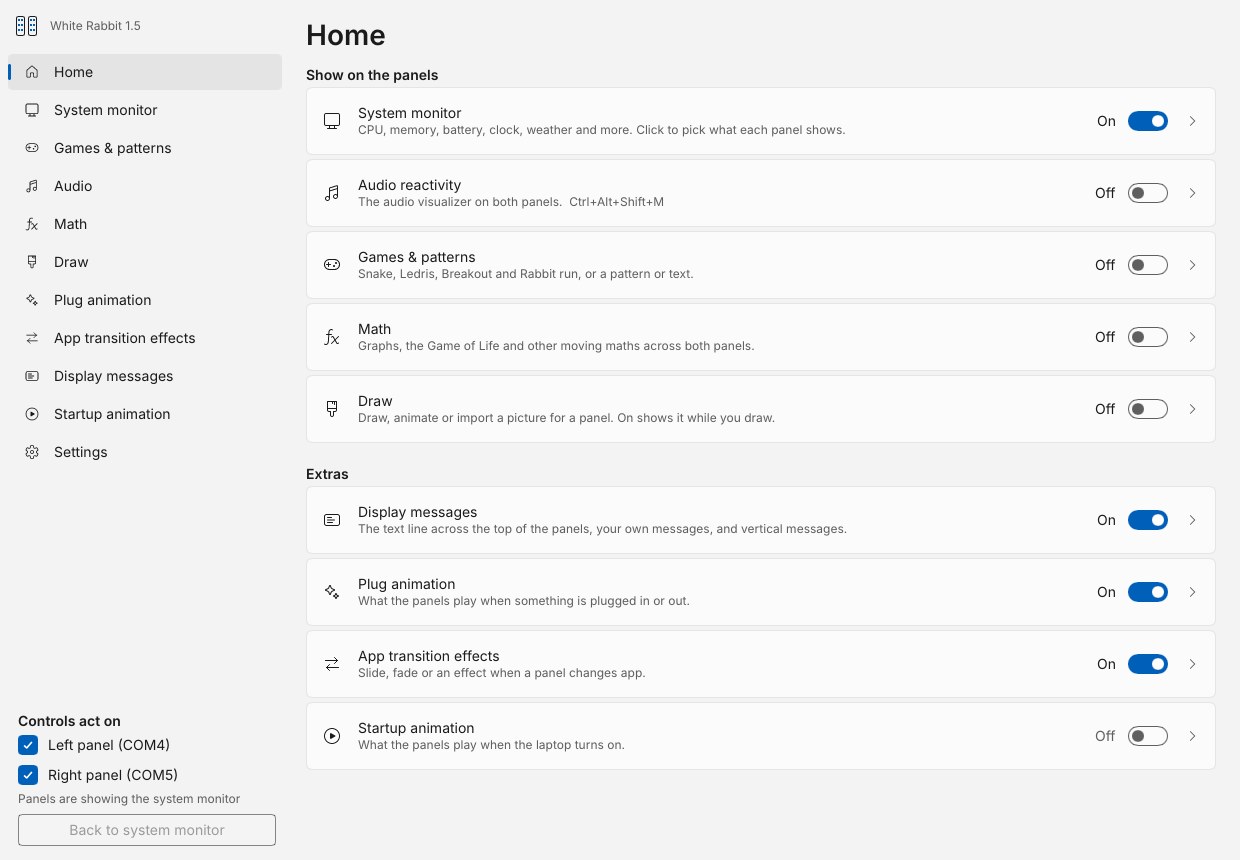 White Rabbit 1.5
Home
System monitor
Games & patterns
Audio
Math
Draw
Plug animation
App transition effects
Display messages
Startup animation
Settings
Controls act on
Left panel (COM4)
Right panel (COM5)
Panels are showing the system monitor
Back to system monitor
Home
Show on the panels
System monitor
CPU, memory, battery, clock, weather and more. Click to pick what each panel shows.
On
Audio reactivity
The audio visualizer on both panels.  Ctrl+Alt+Shift+M
Off
Games & patterns
Snake, Ledris, Breakout and Rabbit run, or a pattern or text.
Off
Math
Graphs, the Game of Life and other moving maths across both panels.
Off
Draw
Draw, animate or import a picture for a panel. On shows it while you draw.
Off
Extras
Display messages
The text line across the top of the panels, your own messages, and vertical messages.
On
Plug animation
What the panels play when something is plugged in or out.
On
App transition effects
Slide, fade or an effect when a panel changes app.
On
Startup animation
What the panels play when the laptop turns on.
Off